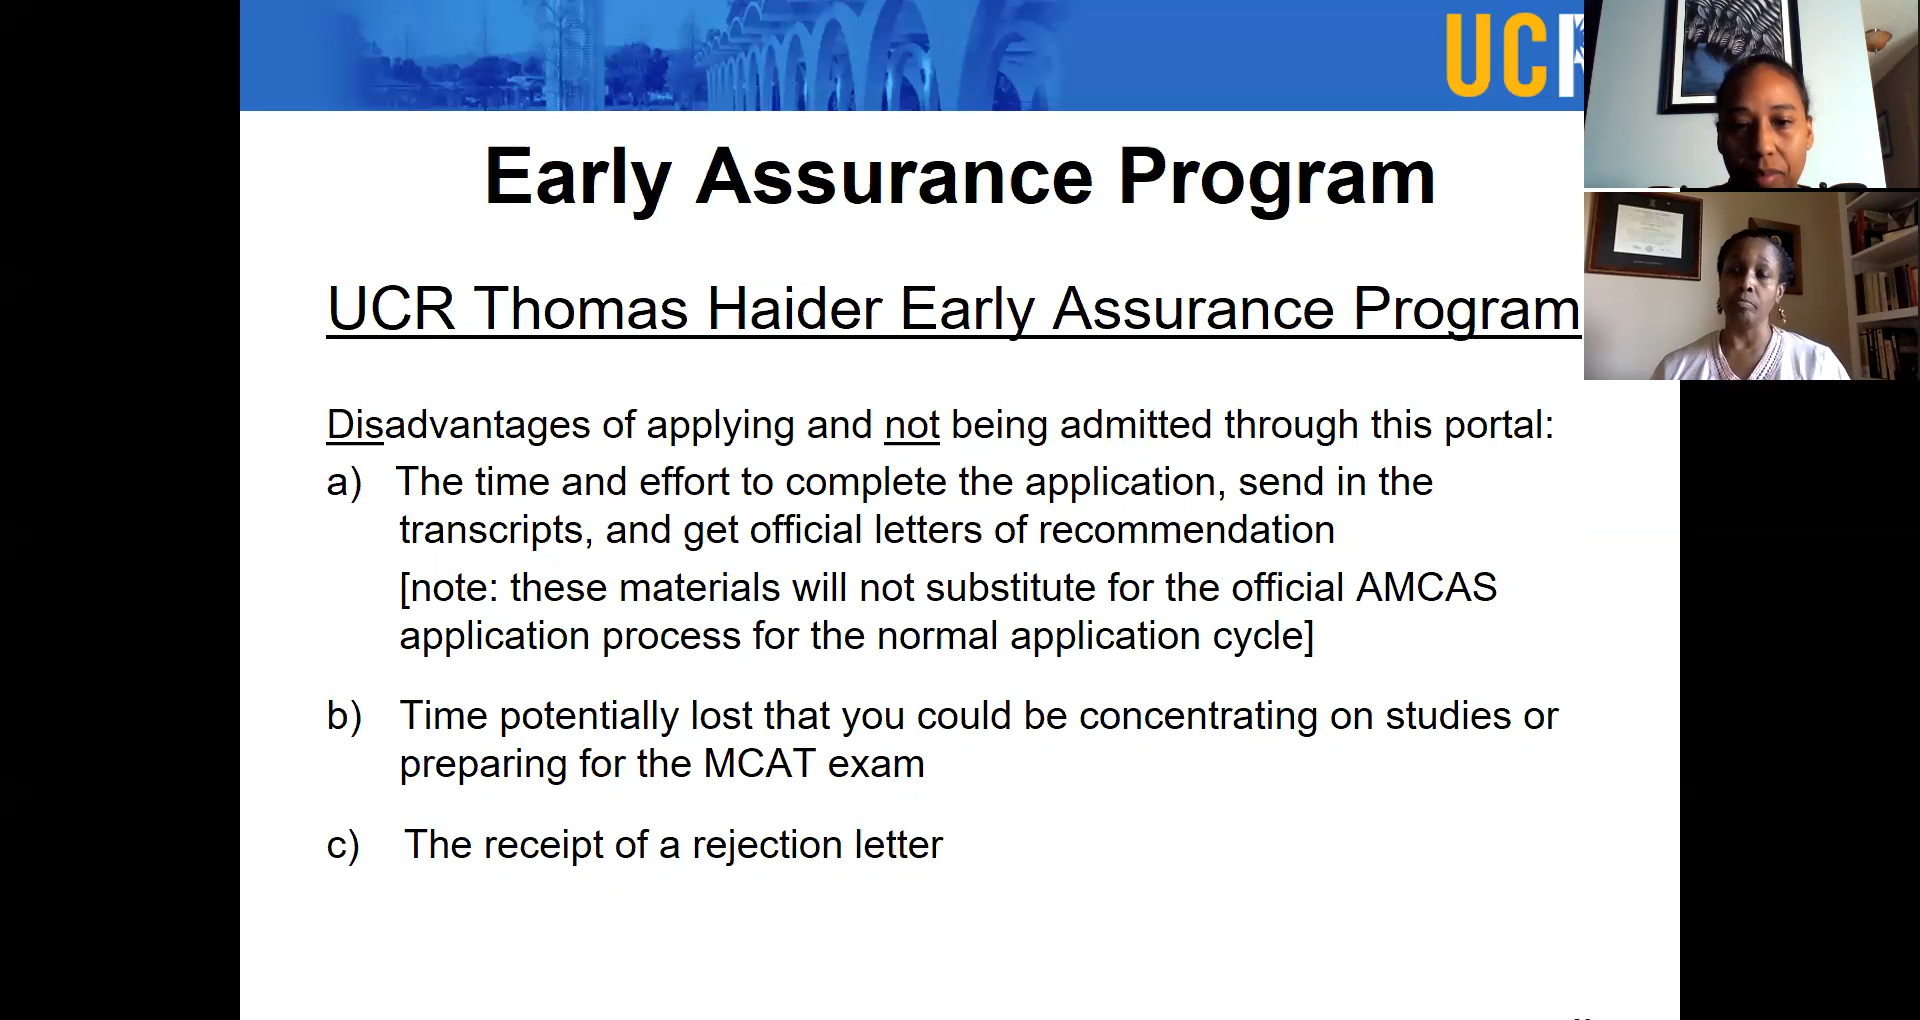 UCR
Early Assurance Program
UCR Thomas Haider Early Assurance Program
Disadvantages of applying and not being admitted through this portal:
a) The time and effort to complete the application, send in the
transcripts, and get official letters of recommendation
[note: these materials will not substitute for the official AMCAS
application process for the normal application cycle]
b) Time potentially lost that you could be concentrating on studies or
preparing for the MCAT exam
c) The receipt of a rejection letter